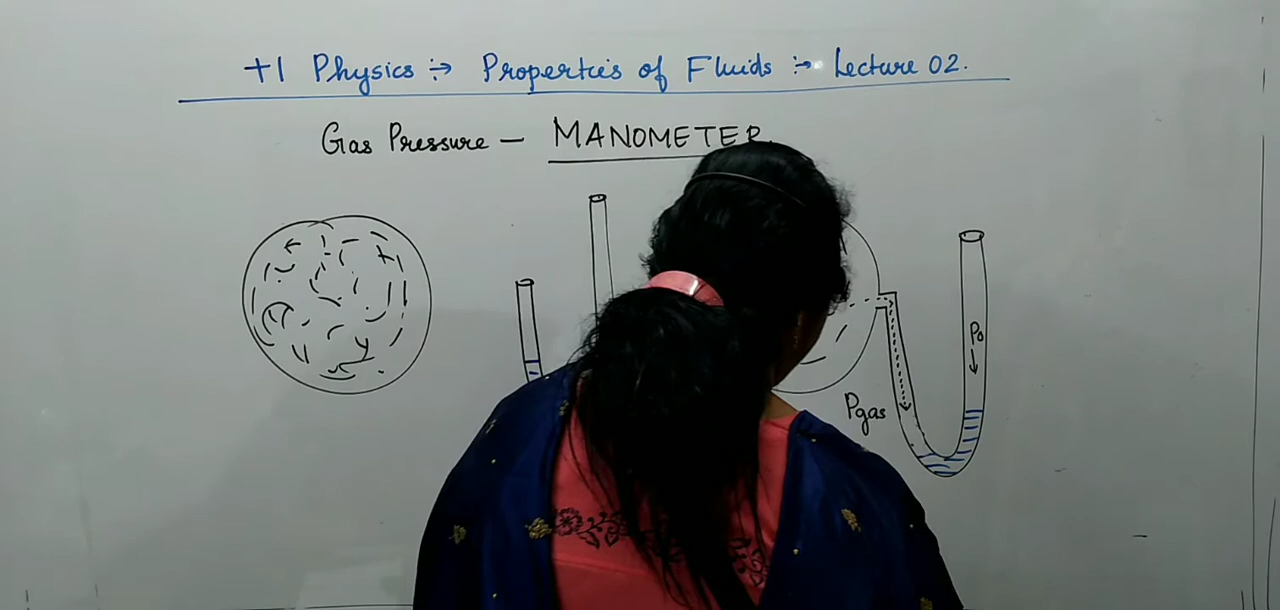 +1 Physics :→ Properties of Fluids :→ Lecture 02.
Gas Pressure — MANOMETER.
P0
Pgas